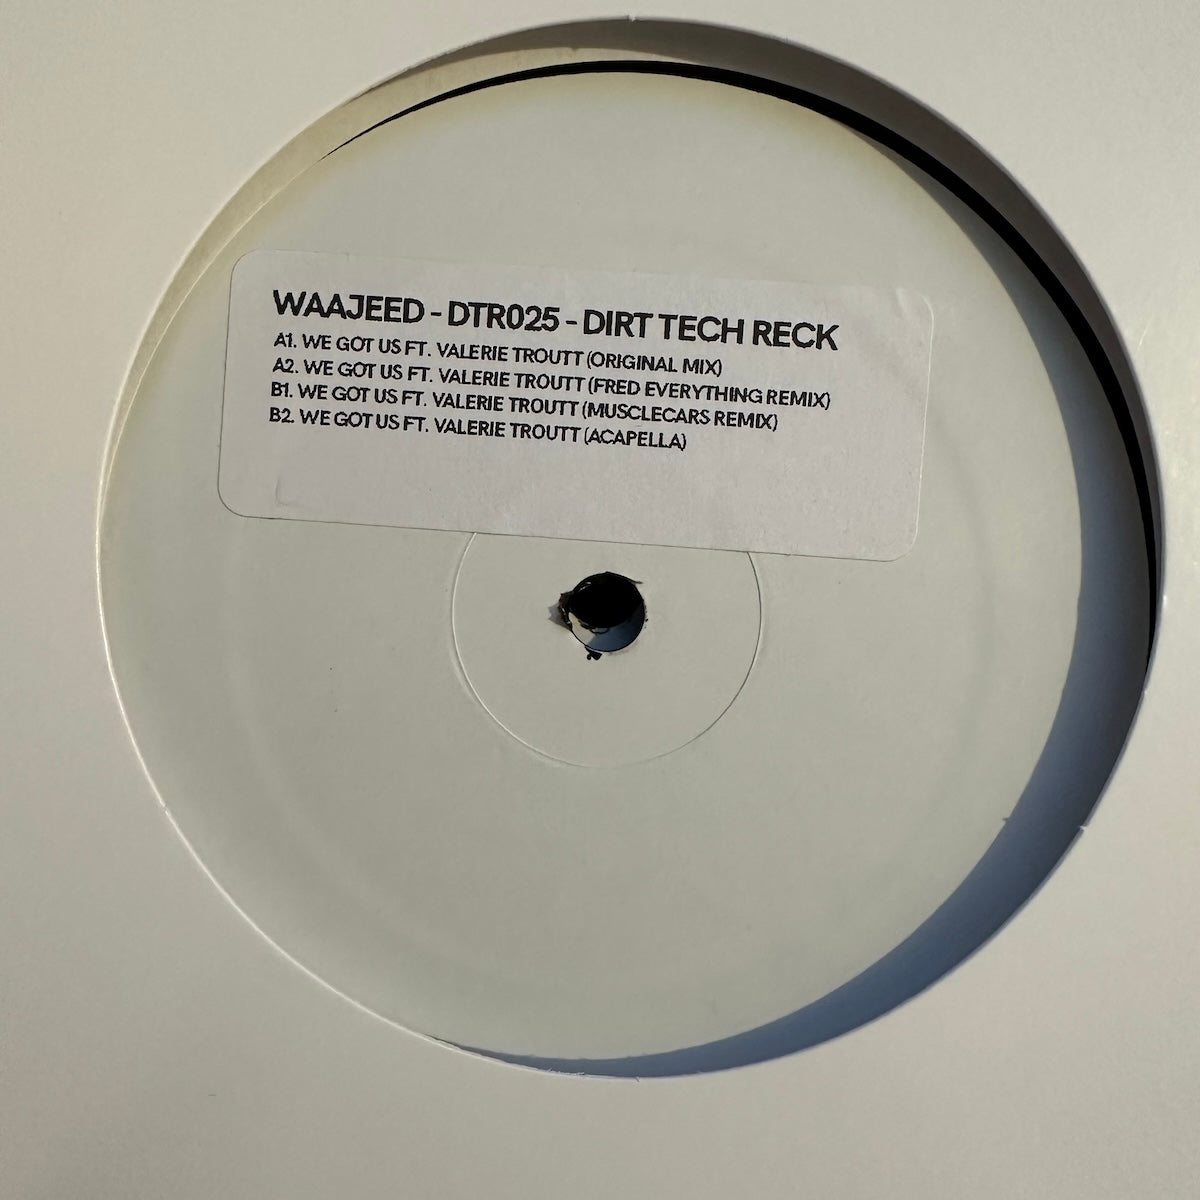 WAAJEED - DTR025 - DIRT TECH RECK
A1. WE GOT US FT. VALERIE TROUTT (ORIGINAL MIX)
A2. WE GOT US FT. VALERIE TROUTT (FRED EVERYTHING REMIX)
B1. WE GOT US FT. VALERIE TROUTT (MUSCLECARS REMIX)
B2. WE GOT US FT. VALERIE TROUTT (ACAPELLA)